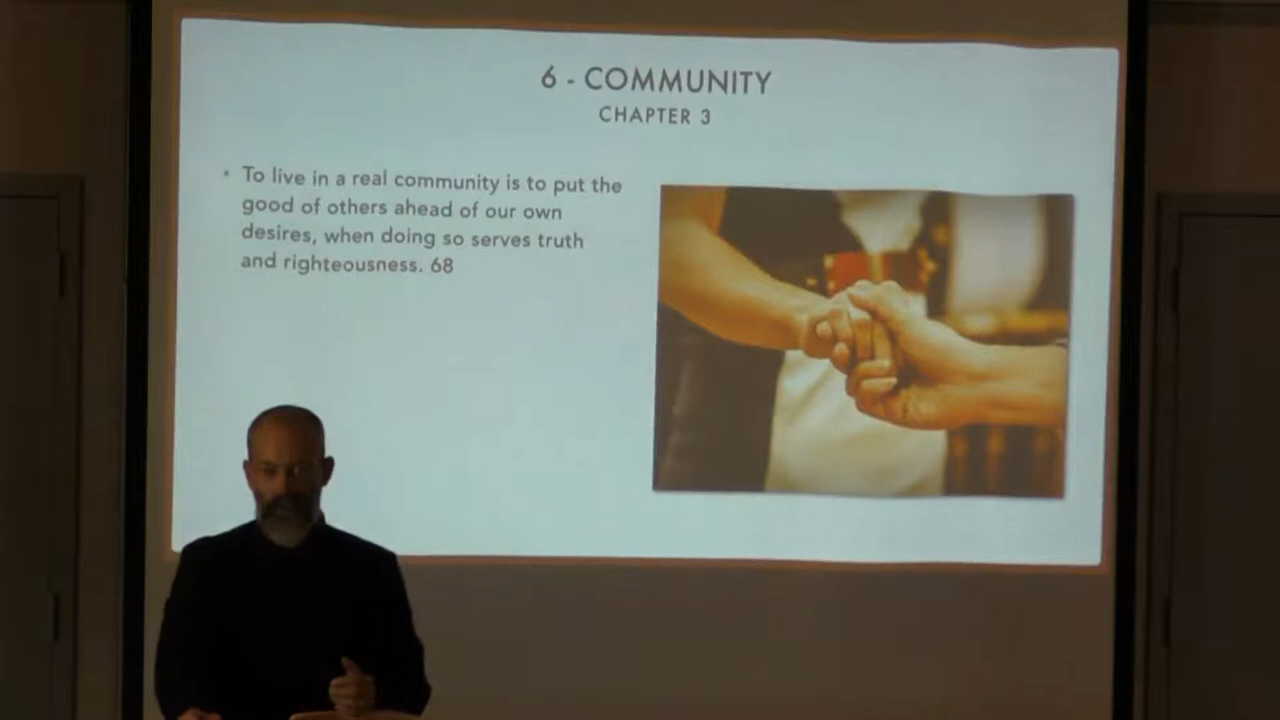 6 - COMMUNITY
CHAPTER 3
• To live in a real community is to put the
good of others ahead of our own
desires, when doing so serves truth
and righteousness. 68